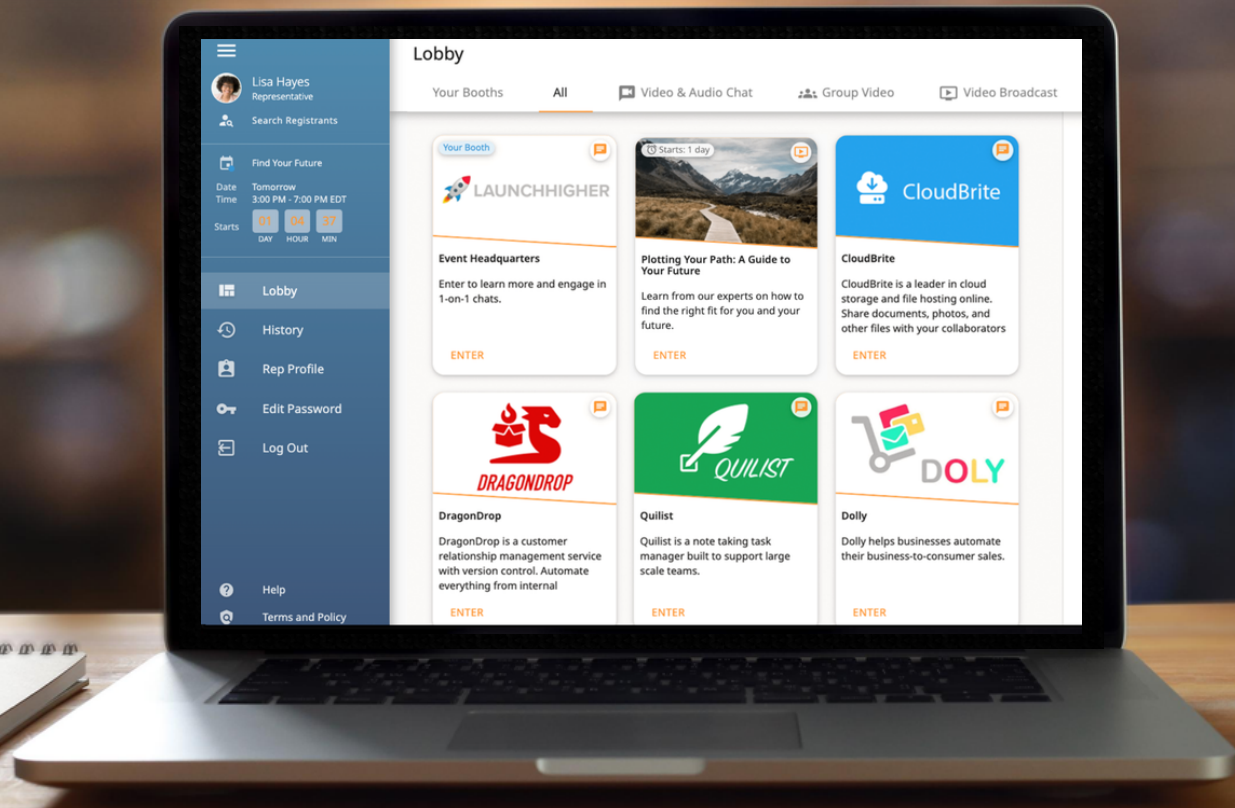 Lobby
Lisa Hayes
Representative
Search Registrants
Find Your Future
Date Tomorrow
Time 3:00 PM - 7:00 PM EDT
Starts 01 04 57
DAY HOUR MIN
Lobby
History
Rep Profile
Edit Password
Log Out
Help
Terms and Policy
Your Booths All Video & Audio Chat Group Video Video Broadcast
Your Booth
LAUNCHHIGHER
Event Headquarters
Enter to learn more and engage in
1-on-1 chats.
ENTER
Starts: 1 day
Plotting Your Path: A Guide to
Your Future
Learn from our experts on how to
find the right fit for you and your
future.
ENTER
CloudBrite
CloudBrite
CloudBrite is a leader in cloud
storage and file hosting online.
Share documents, photos, and
other files with your collaborators
ENTER
DRAGONDROP
DragonDrop
DragonDrop is a customer
relationship management service
with version control. Automate
everything from internal
ENTER
QUILIST
Quilist
Quilist is a note taking task
manager built to support large
scale teams.
ENTER
DOLY
Dolly
Dolly helps businesses automate
their business-to-consumer sales.
ENTER